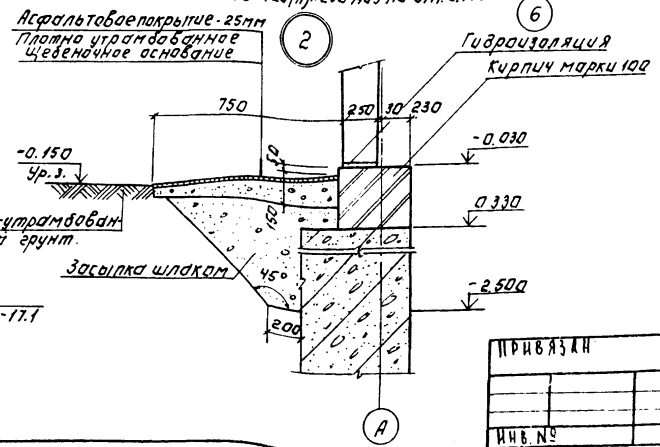 6
Асфальтовое покрытие - 25мм
Плотно утрамбованное
щебеночное основание
2
Гидроизоляция
Кирпич марки 100
750
250
30
230
-0.150
Ур.з.
50
-0.030
150
0.330
утрамбован-
грунт.
Засыпка шлаком
45°
-2.500
-17.1
200
ПРИВЯЗАН
ИНВ. №
А